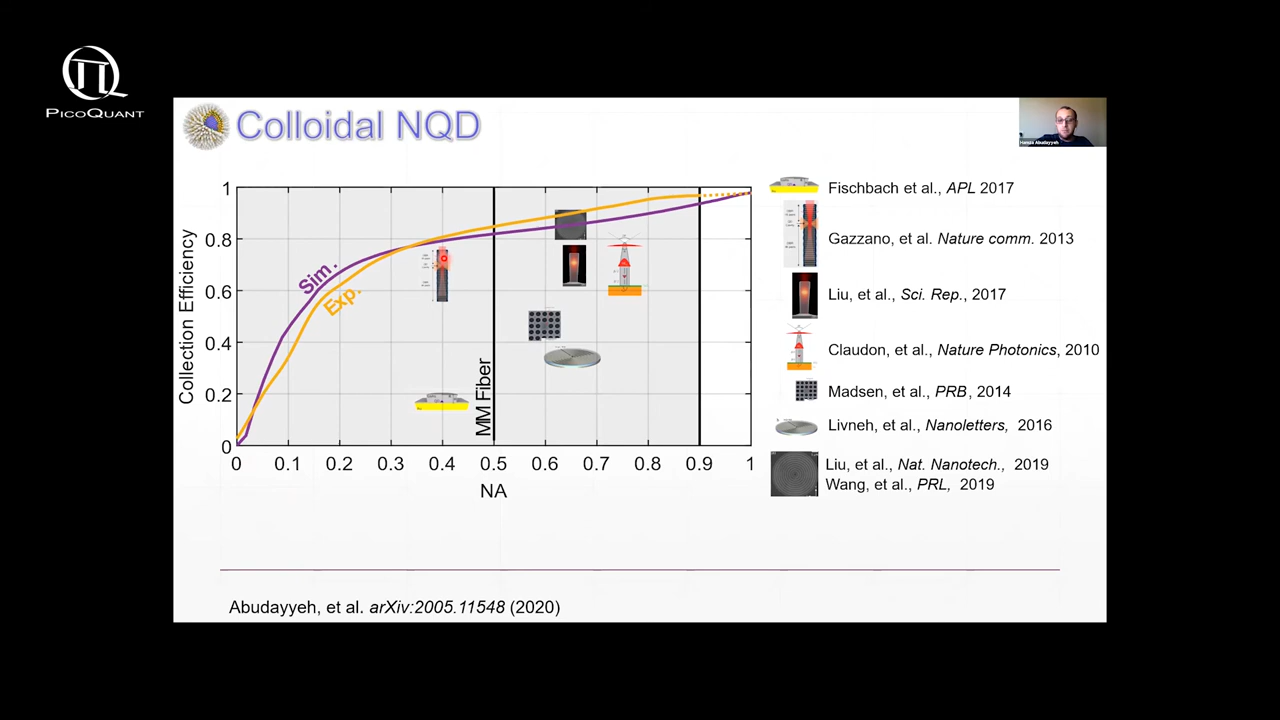 PICOQUANT
Colloidal NQD
Hamza Abudayyeh
Collection Efficiency
1
0.8
0.6
0.4
0.2
0
Sim.
Exp.
MM Fiber
0 0.1 0.2 0.3 0.4 0.5 0.6 0.7 0.8 0.9 1
NA
Fischbach et al., APL 2017
Gazzano, et al. Nature comm. 2013
Liu, et al., Sci. Rep., 2017
Claudon, et al., Nature Photonics, 2010
Madsen, et al., PRB, 2014
Livneh, et al., Nanoletters, 2016
Liu, et al., Nat. Nanotech., 2019
Wang, et al., PRL, 2019
Abudayyeh, et al. arXiv:2005.11548 (2020)